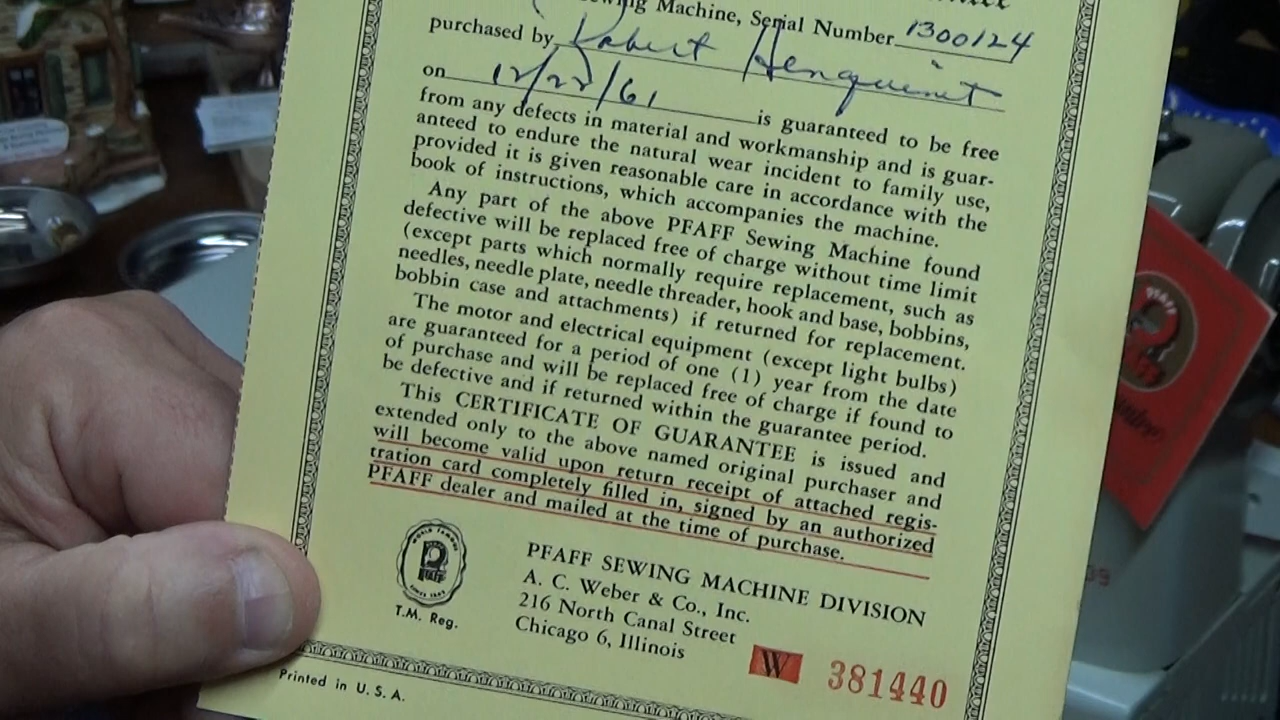 Sewing Machine, Serial Number 1300124
purchased by Robert Henquinet
on 12/22/61 is guaranteed to be free
from any defects in material and workmanship and is guar-
anteed to endure the natural wear incident to family use,
provided it is given reasonable care in accordance with the
book of instructions, which accompanies the machine.
Any part of the above PFAFF Sewing Machine found
defective will be replaced free of charge without time limit
(except parts which normally require replacement, such as
needles, needle plate, needle threader, hook and base, bobbins,
bobbin case and attachments) if returned for replacement.
The motor and electrical equipment (except light bulbs)
are guaranteed for a period of one (1) year from the date
of purchase and will be replaced free of charge if found to
be defective and if returned within the guarantee period.
This CERTIFICATE OF GUARANTEE is issued and
extended only to the above named original purchaser and
will become valid upon return receipt of attached regis-
tration card completely filled in, signed by an authorized
PFAFF dealer and mailed at the time of purchase.
WORLD FAMOUS
PFAFF
T.M. Reg.
PFAFF SEWING MACHINE DIVISION
A. C. Weber & Co., Inc.
216 North Canal Street
Chicago 6, Illinois
W 381440
Printed in U. S. A.